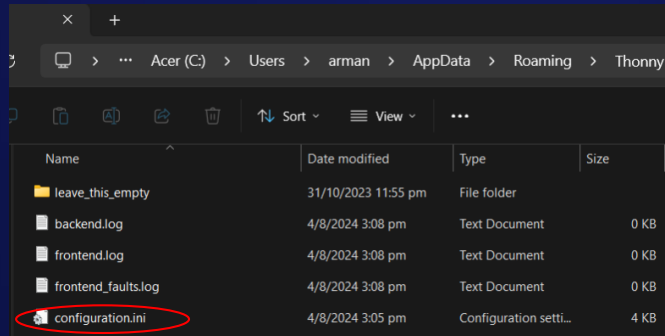 Acer (C:) > Users > arman > AppData > Roaming > Thonny
Sort View
Name Date modified Type Size
leave_this_empty 31/10/2023 11:55 pm File folder
backend.log 4/8/2024 3:08 pm Text Document 0 KB
frontend.log 4/8/2024 3:08 pm Text Document 0 KB
frontend_faults.log 4/8/2024 3:08 pm Text Document 0 KB
configuration.ini 4/8/2024 3:05 pm Configuration setti... 4 KB